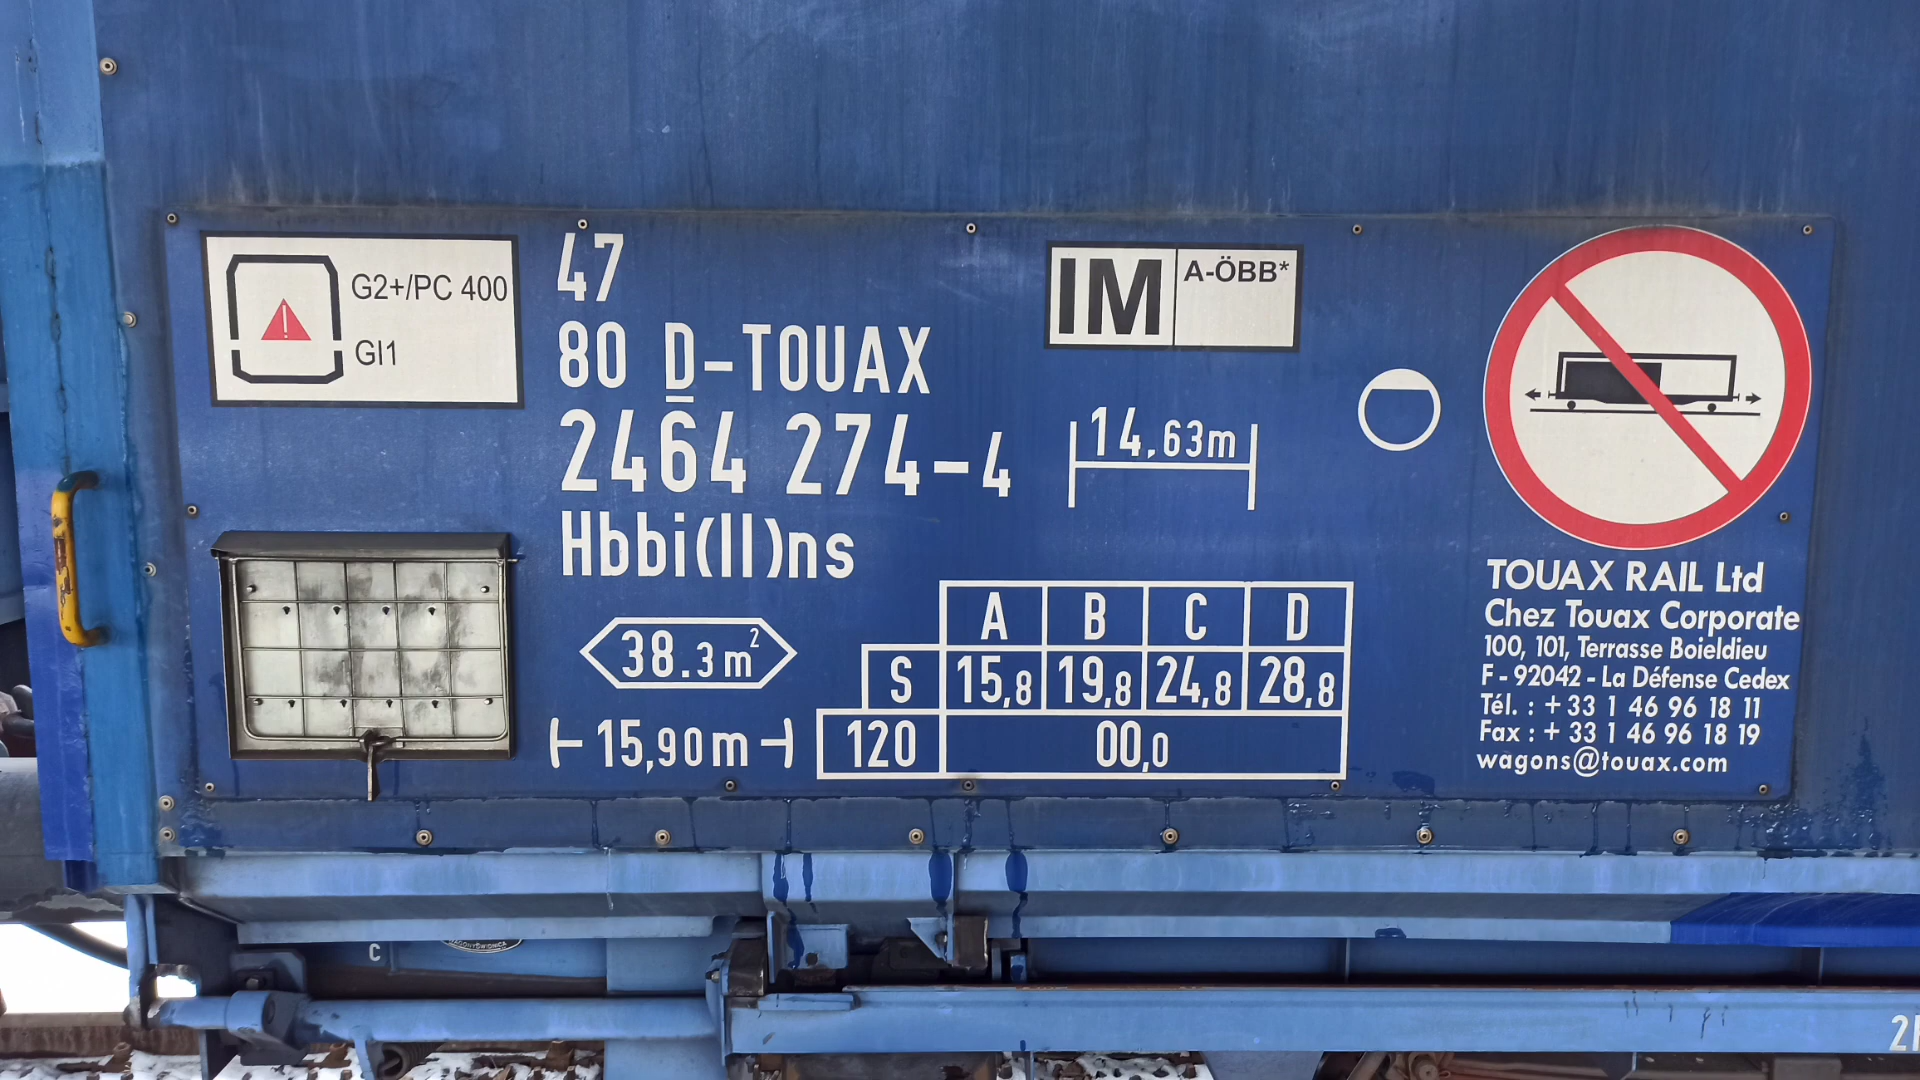 G2+/PC 400
GI1
47
80 D-TOUAX
2464 274-4
Hbbi(ll)ns
IM A-ÖBB*
14,63m
38.3m²
15,90m
A B C D
S 15,8 19,8 24,8 28,8
120 00,0
TOUAX RAIL Ltd
Chez Touax Corporate
100, 101, Terrasse Boieldieu
F - 92042 - La Défense Cedex
Tél. : + 33 1 46 96 18 11
Fax : + 33 1 46 96 18 19
wagons@touax.com
C